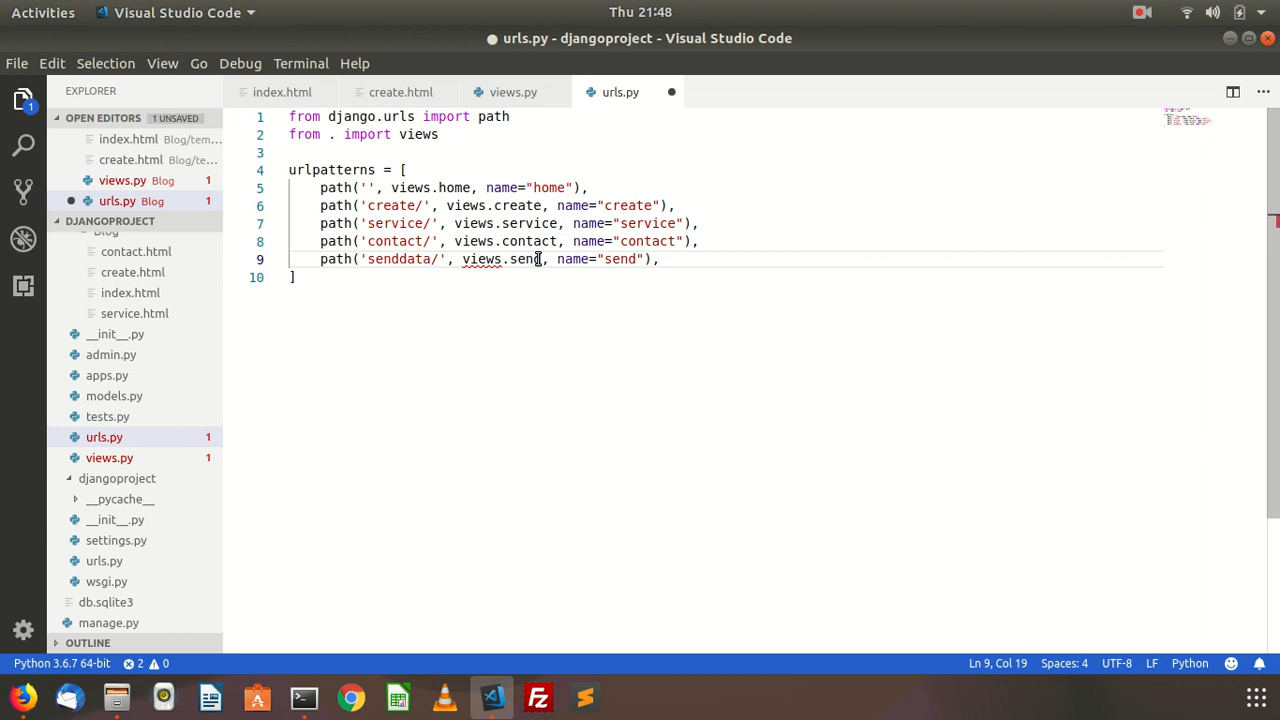 Activities
Visual Studio Code
Thu 21:48
● urls.py - djangoproject - Visual Studio Code
File Edit Selection View Go Debug Terminal Help
EXPLORER
OPEN EDITORS 1 UNSAVED
index.html Blog/tem...
create.html Blog/te...
views.py Blog 1
urls.py Blog 1
DJANGOPROJECT
Blog
contact.html
create.html
index.html
service.html
__init__.py
admin.py
apps.py
models.py
tests.py
urls.py 1
views.py 1
djangoproject
__pycache__
__init__.py
settings.py
urls.py
wsgi.py
db.sqlite3
manage.py
OUTLINE
1
index.html create.html views.py urls.py
1 from django.urls import path
2 from . import views
3
4 urlpatterns = [
5 path('', views.home, name="home"),
6 path('create/', views.create, name="create"),
7 path('service/', views.service, name="service"),
8 path('contact/', views.contact, name="contact"),
9 path('senddata/', views.send, name="send"),
10 ]
Python 3.6.7 64-bit 2 0 Ln 9, Col 19 Spaces: 4 UTF-8 LF Python